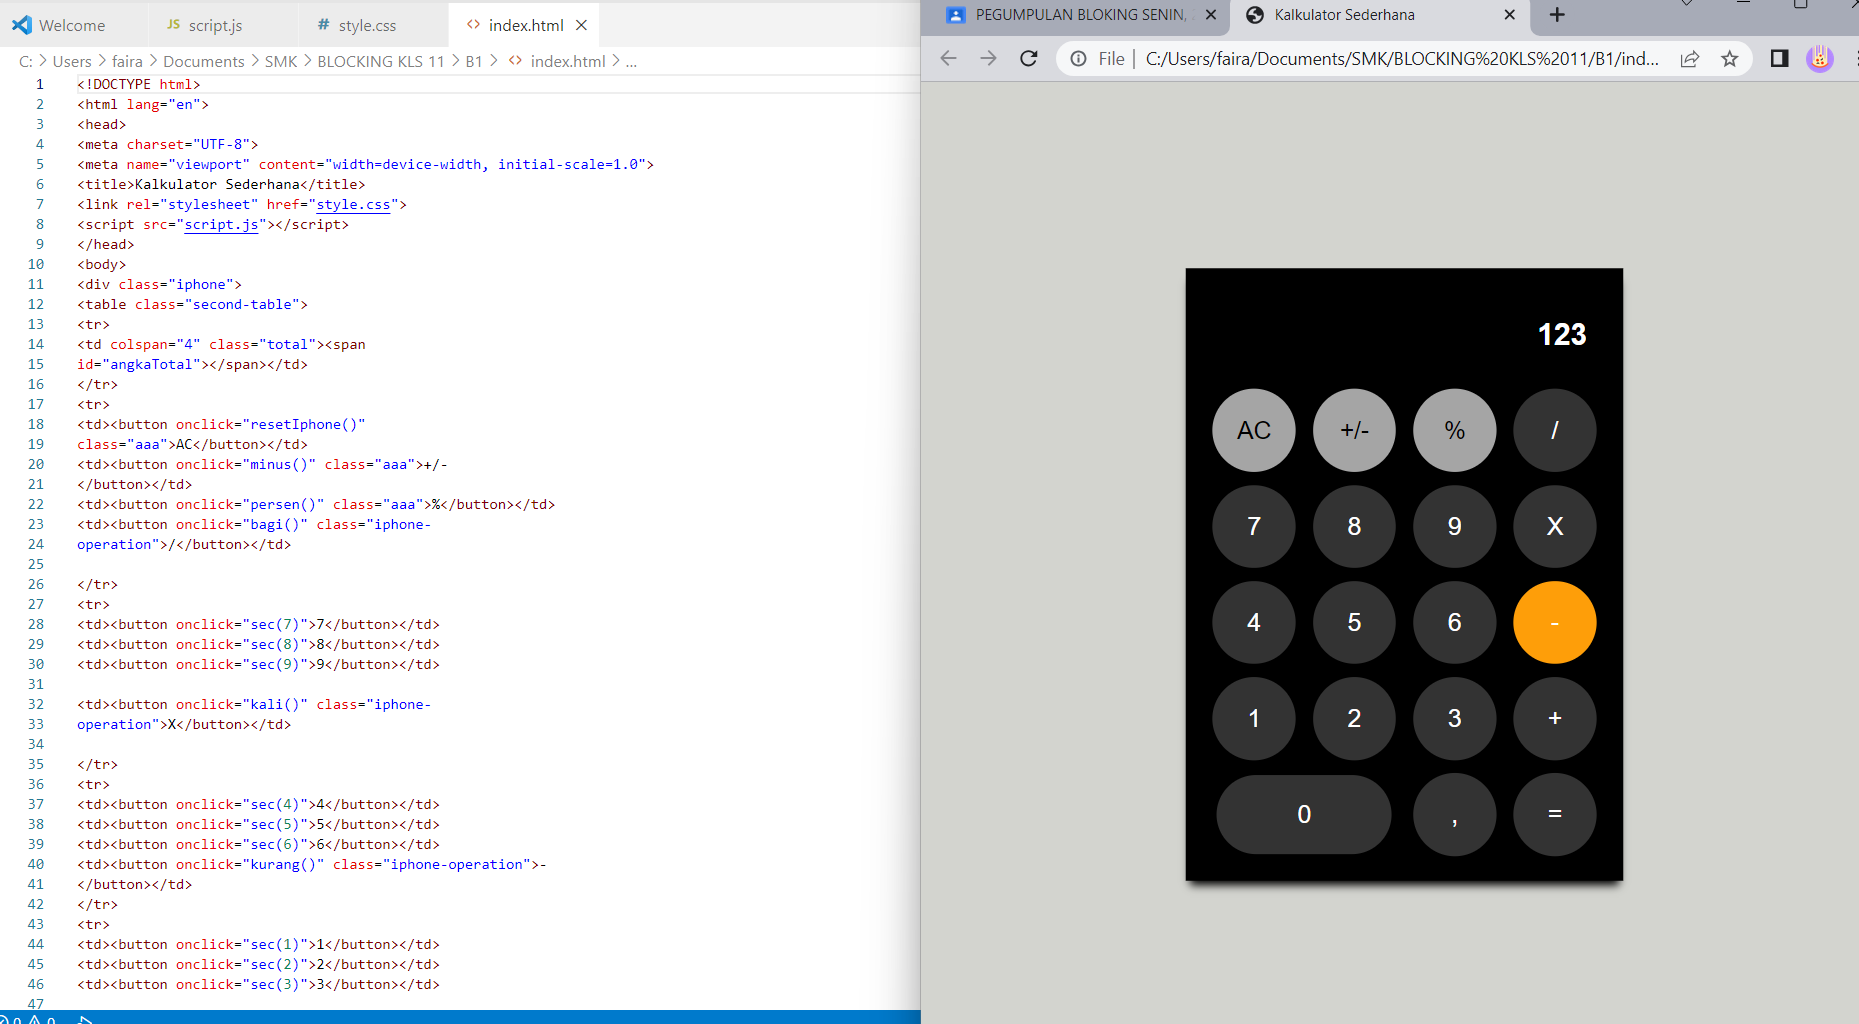 Welcome
JS script.js
# style.css
<> index.html
C: > Users > faira > Documents > SMK > BLOCKING KLS 11 > B1 > <> index.html > ...
1 <!DOCTYPE html>
2 <html lang="en">
3 <head>
4 <meta charset="UTF-8">
5 <meta name="viewport" content="width=device-width, initial-scale=1.0">
6 <title>Kalkulator Sederhana</title>
7 <link rel="stylesheet" href="style.css">
8 <script src="script.js"></script>
9 </head>
10 <body>
11 <div class="iphone">
12 <table class="second-table">
13 <tr>
14 <td colspan="4" class="total"><span
15 id="angkaTotal"></span></td>
16 </tr>
17 <tr>
18 <td><button onclick="resetIphone()"
19 class="aaa">AC</button></td>
20 <td><button onclick="minus()" class="aaa">+/-
21 </button></td>
22 <td><button onclick="persen()" class="aaa">%</button></td>
23 <td><button onclick="bagi()" class="iphone-
24 operation">/</button></td>
25
26 </tr>
27 <tr>
28 <td><button onclick="sec(7)">7</button></td>
29 <td><button onclick="sec(8)">8</button></td>
30 <td><button onclick="sec(9)">9</button></td>
31
32 <td><button onclick="kali()" class="iphone-
33 operation">X</button></td>
34
35 </tr>
36 <tr>
37 <td><button onclick="sec(4)">4</button></td>
38 <td><button onclick="sec(5)">5</button></td>
39 <td><button onclick="sec(6)">6</button></td>
40 <td><button onclick="kurang()" class="iphone-operation">-
41 </button></td>
42 </tr>
43 <tr>
44 <td><button onclick="sec(1)">1</button></td>
45 <td><button onclick="sec(2)">2</button></td>
46 <td><button onclick="sec(3)">3</button></td>
47
0 0
PEGUMPULAN BLOKING SENIN,
Kalkulator Sederhana
File | C:/Users/faira/Documents/SMK/BLOCKING%20KLS%2011/B1/ind...
123
AC +/- % /
7 8 9 X
4 5 6 -
1 2 3 +
0 , =